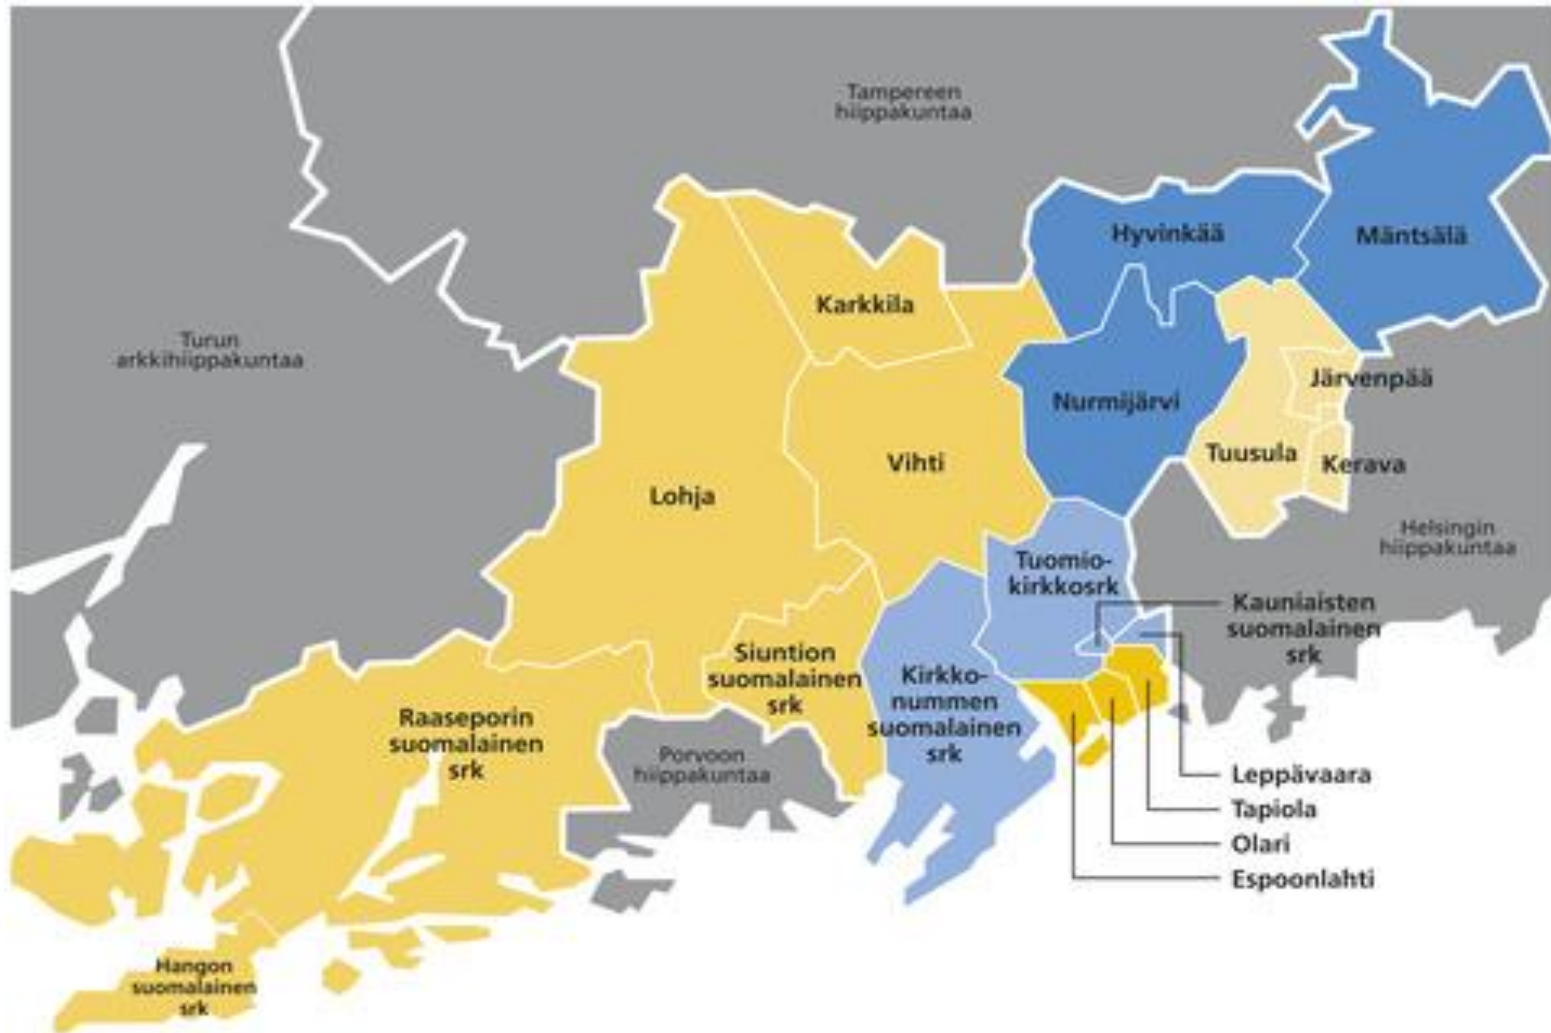 Tampereen
hiippakuntaa
Hyvinkää
Mäntsälä
Karkkila
Turun
arkkihiippakuntaa
Järvenpää
Nurmijärvi
Vihti
Tuusula
Kerava
Lohja
Helsingin
hiippakuntaa
Tuomio-
kirkkosrk
Kauniaisten
suomalainen
srk
Siuntion
suomalainen
srk
Kirkko-
nummen
suomalainen
srk
Raaseporin
suomalainen
srk
Porvoon
hiippakuntaa
Leppävaara
Tapiola
Olari
Espoonlahti
Hangon
suomalainen
srk